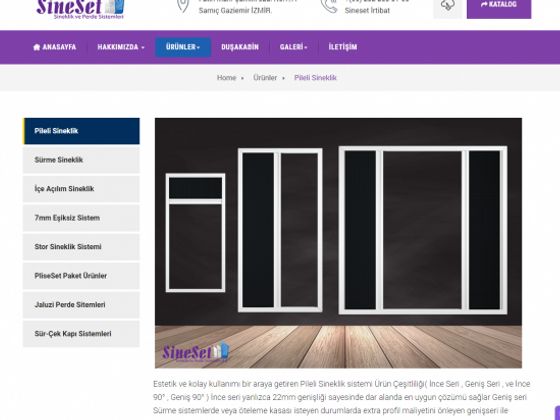 SineSet
Sineklik ve Perde Sistemleri
Samıç Gaziemir İZMİR.
Sineset İrtibat
KATALOG
ANASAYFA
HAKKIMIZDA
ÜRÜNLER
DUŞAKABİN
GALERİ
İLETİŞİM
Home
Ürünler
Pileli Sineklik
Pileli Sineklik
Sürme Sineklik
İçe Açılım Sineklik
7mm Eşiksiz Sistem
Stor Sineklik Sistemi
PliseSet Paket Ürünler
Jaluzi Perde Sitemleri
Sür-Çek Kapı Sistemleri
SineSet
Estetik ve kolay kullanımı bir araya getiren Pileli Sineklik sistemi Ürün Çeşitliliği( İnce Seri , Geniş Seri , ve İnce
90° , Geniş 90° ) İnce seri yanlızca 22mm genişliği sayesinde dar alanda en uygun çözümü sağlar Geniş seri
Sürme sistemlerde veya öteleme kasası isteyen durumlarda extra profil maliyetini önleyen genişleri ile